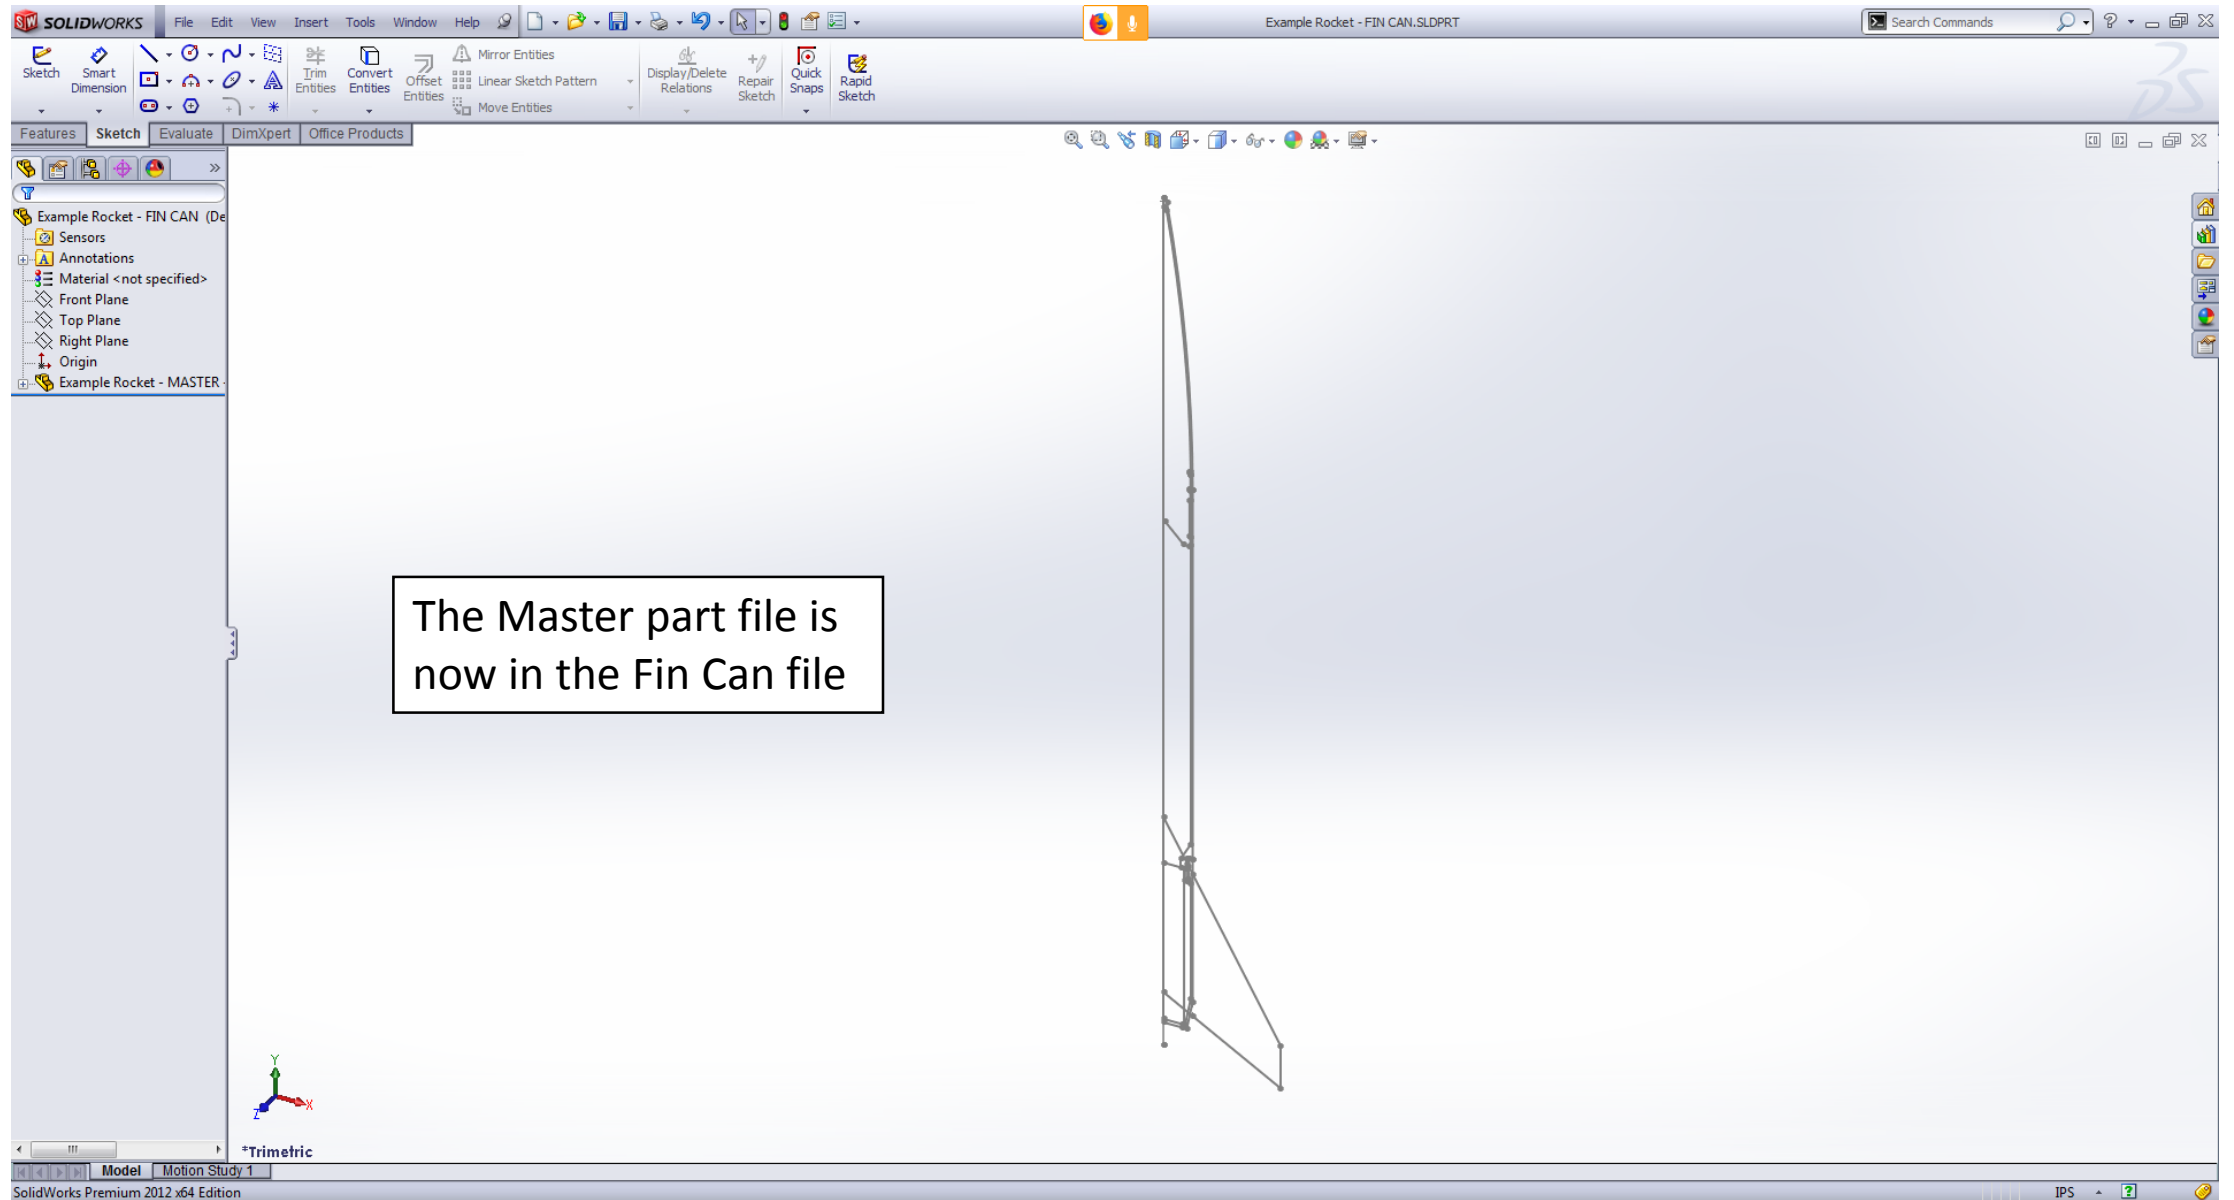 SOLIDWORKS File Edit View Insert Tools Window Help Example Rocket - FIN CAN.SLDPRT Search Commands
Sketch Smart Dimension Trim Entities Convert Entities Offset Entities Mirror Entities Linear Sketch Pattern Move Entities Display/Delete Relations Repair Sketch Quick Snaps Rapid Sketch
Features Sketch Evaluate DimXpert Office Products
Example Rocket - FIN CAN (De
Sensors
Annotations
Material <not specified>
Front Plane
Top Plane
Right Plane
Origin
Example Rocket - MASTER -
The Master part file is
now in the Fin Can file
Y
X
Z
*Trimetric
Model Motion Study 1
SolidWorks Premium 2012 x64 Edition IPS